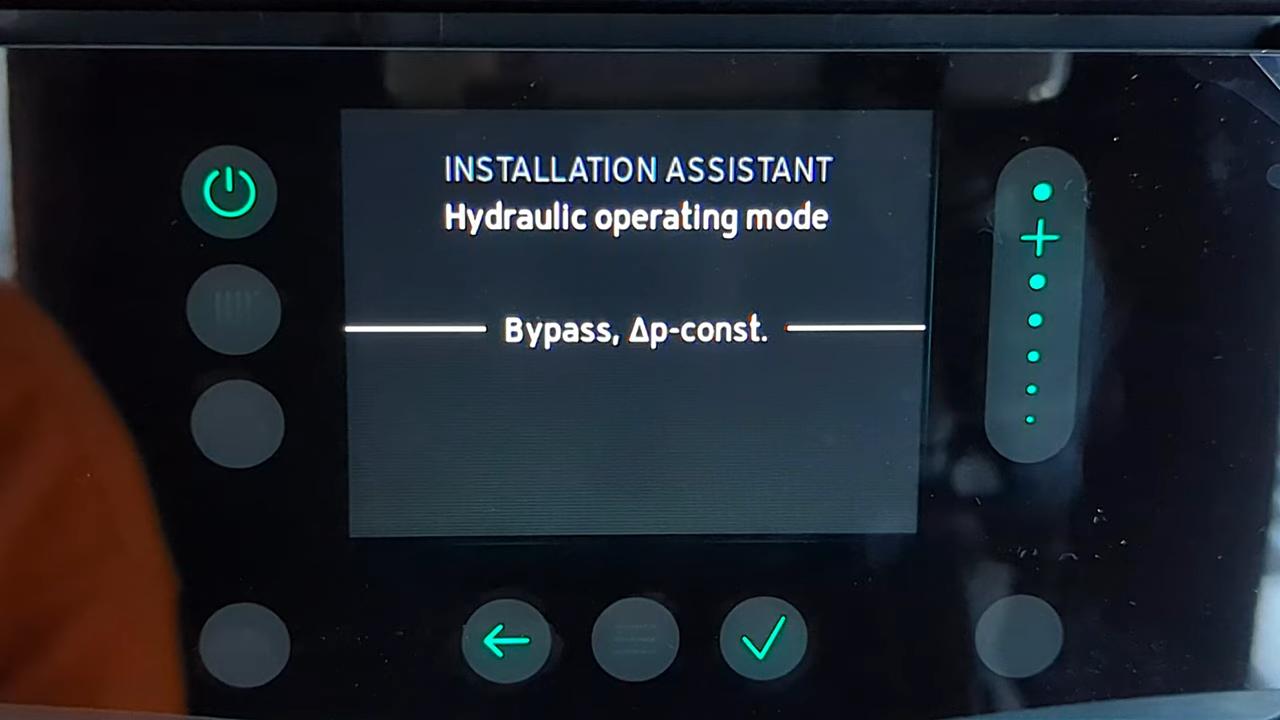 INSTALLATION ASSISTANT
Hydraulic operating mode
Bypass, Δp-const.